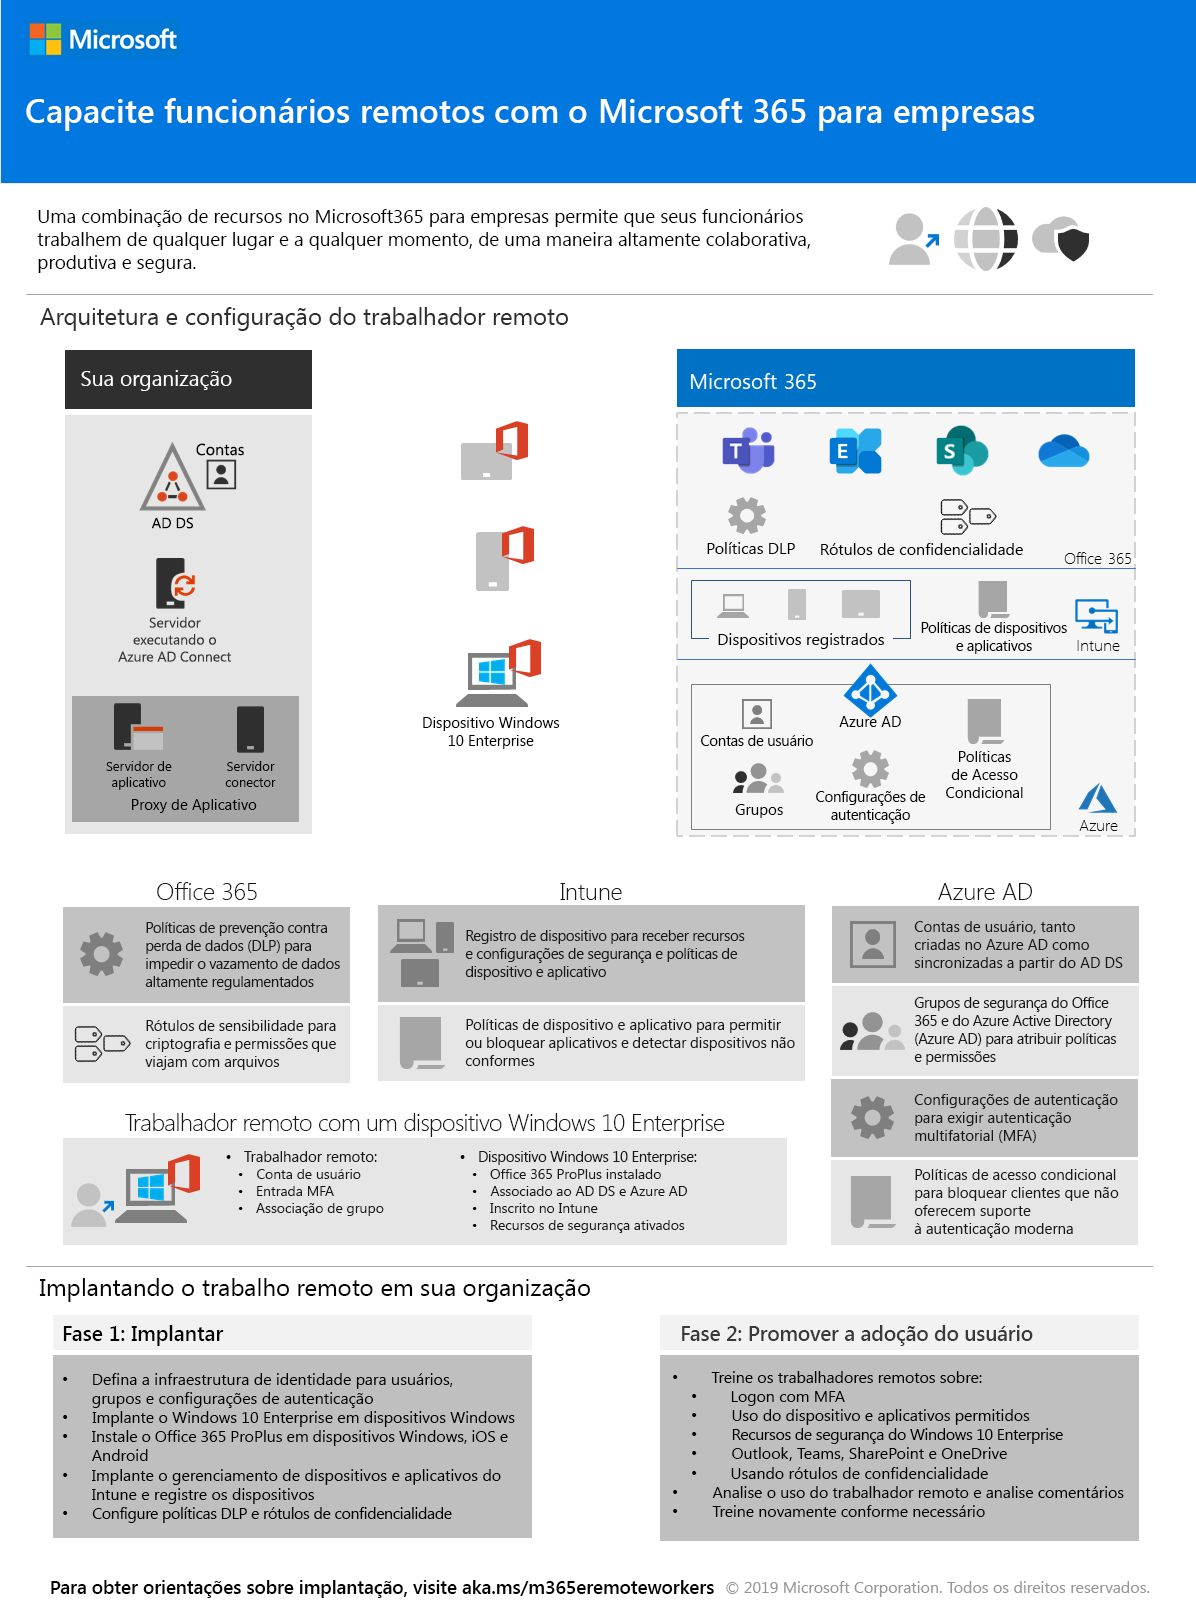 Microsoft
Capacite funcionários remotos com o Microsoft 365 para empresas
Uma combinação de recursos no Microsoft365 para empresas permite que seus funcionários
trabalhem de qualquer lugar e a qualquer momento, de uma maneira altamente colaborativa,
produtiva e segura.
Arquitetura e configuração do trabalhador remoto
Sua organização
Contas
AD DS
Servidor
executando o
Azure AD Connect
Servidor de
aplicativo
Servidor
conector
Proxy de Aplicativo
Dispositivo Windows
10 Enterprise
Microsoft 365
T
E
S
Políticas DLP
Rótulos de confidencialidade
Office 365
Dispositivos registrados
Políticas de dispositivos
e aplicativos
Intune
Azure AD
Contas de usuário
Grupos
Configurações de
autenticação
Políticas
de Acesso
Condicional
Azure
Office 365
Políticas de prevenção contra
perda de dados (DLP) para
impedir o vazamento de dados
altamente regulamentados
Rótulos de sensibilidade para
criptografia e permissões que
viajam com arquivos
Intune
Registro de dispositivo para receber recursos
e configurações de segurança e políticas de
dispositivo e aplicativo
Políticas de dispositivo e aplicativo para permitir
ou bloquear aplicativos e detectar dispositivos não
conformes
Azure AD
Contas de usuário, tanto
criadas no Azure AD como
sincronizadas a partir do AD DS
Grupos de segurança do Office
365 e do Azure Active Directory
(Azure AD) para atribuir políticas
e permissões
Configurações de autenticação
para exigir autenticação
multifatorial (MFA)
Políticas de acesso condicional
para bloquear clientes que não
oferecem suporte
à autenticação moderna
Trabalhador remoto com um dispositivo Windows 10 Enterprise
• Trabalhador remoto:
• Conta de usuário
• Entrada MFA
• Associação de grupo
• Dispositivo Windows 10 Enterprise:
• Office 365 ProPlus instalado
• Associado ao AD DS e Azure AD
• Inscrito no Intune
• Recursos de segurança ativados
Implantando o trabalho remoto em sua organização
Fase 1: Implantar
• Defina a infraestrutura de identidade para usuários,
grupos e configurações de autenticação
• Implante o Windows 10 Enterprise em dispositivos Windows
• Instale o Office 365 ProPlus em dispositivos Windows, iOS e
Android
• Implante o gerenciamento de dispositivos e aplicativos do
Intune e registre os dispositivos
• Configure políticas DLP e rótulos de confidencialidade
Fase 2: Promover a adoção do usuário
• Treine os trabalhadores remotos sobre:
• Logon com MFA
• Uso do dispositivo e aplicativos permitidos
• Recursos de segurança do Windows 10 Enterprise
• Outlook, Teams, SharePoint e OneDrive
• Usando rótulos de confidencialidade
• Analise o uso do trabalhador remoto e analise comentários
• Treine novamente conforme necessário
Para obter orientações sobre implantação, visite aka.ms/m365eremoteworkers
© 2019 Microsoft Corporation. Todos os direitos reservados.